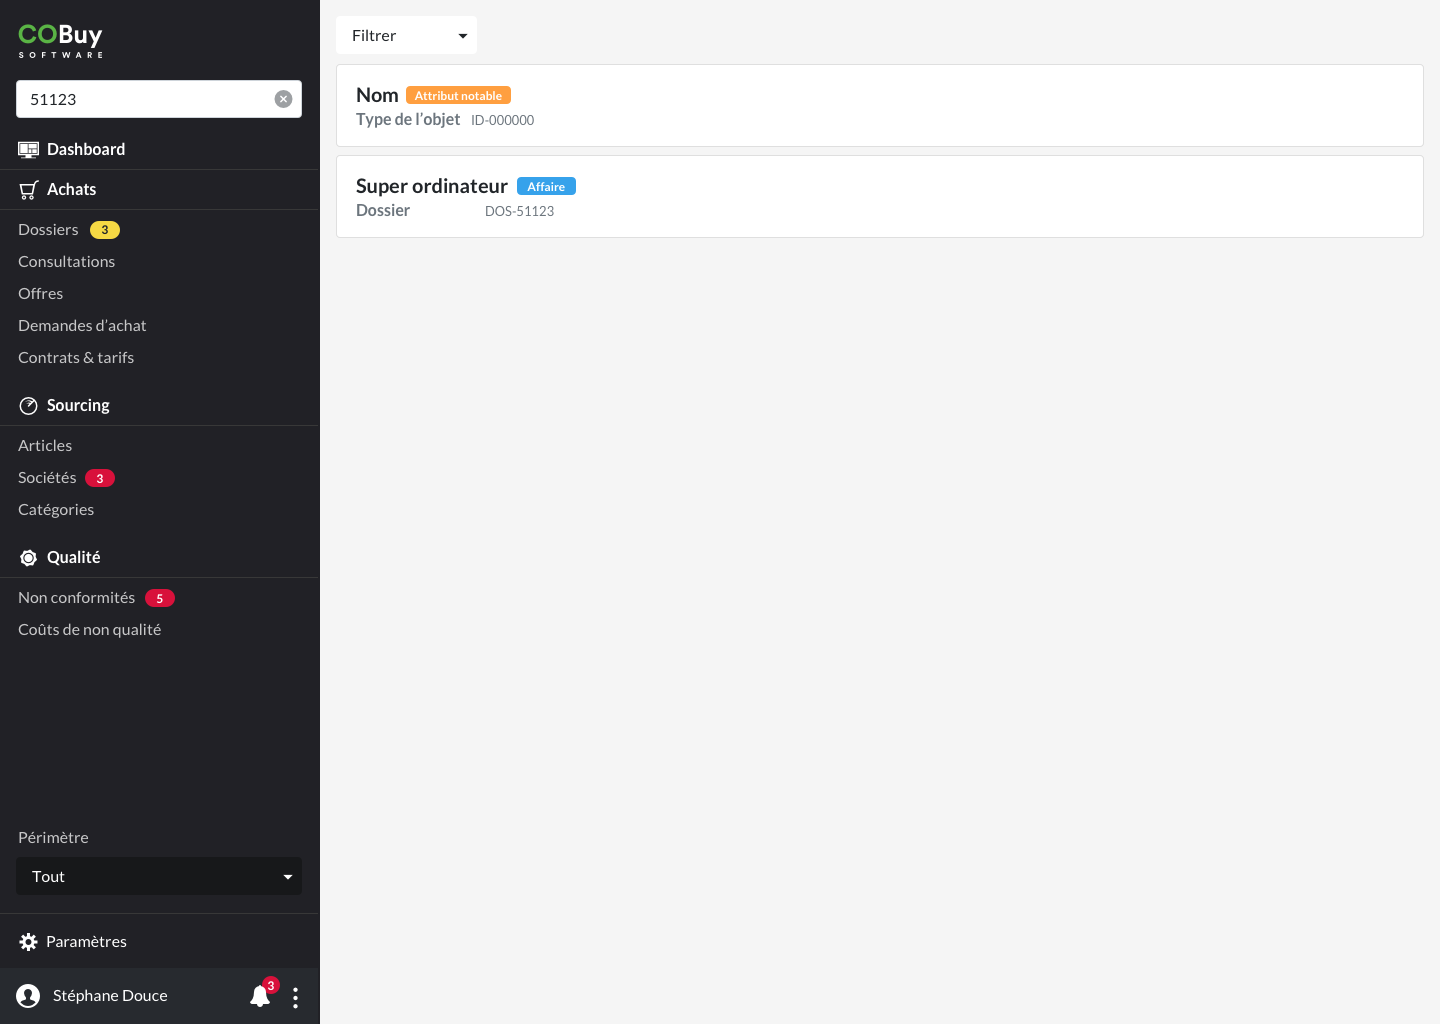 COBuy
SOFTWARE
51123
Dashboard
Achats
Dossiers 3
Consultations
Offres
Demandes d’achat
Contrats & tarifs
Sourcing
Articles
Sociétés 3
Catégories
Qualité
Non conformités 5
Coûts de non qualité
Périmètre
Tout
Paramètres
Stéphane Douce 3
Filtrer
Nom Attribut notable
Type de l’objet ID-000000
Super ordinateur Affaire
Dossier DOS-51123